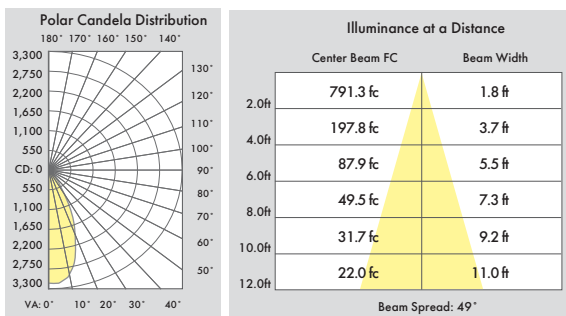 Polar Candela Distribution
180° 170° 160° 150° 140°
3,300
2,750
2,200
1,650
1,100
550
CD: 0
550
1,100
1,650
2,200
2,750
3,300
130°
120°
110°
100°
90°
80°
70°
60°
50°
VA: 0° 10° 20° 30° 40°
Illuminance at a Distance
Center Beam FC Beam Width
2.0ft 791.3 fc 1.8 ft
4.0ft 197.8 fc 3.7 ft
6.0ft 87.9 fc 5.5 ft
8.0ft 49.5 fc 7.3 ft
10.0ft 31.7 fc 9.2 ft
12.0ft 22.0 fc 11.0 ft
Beam Spread: 49°